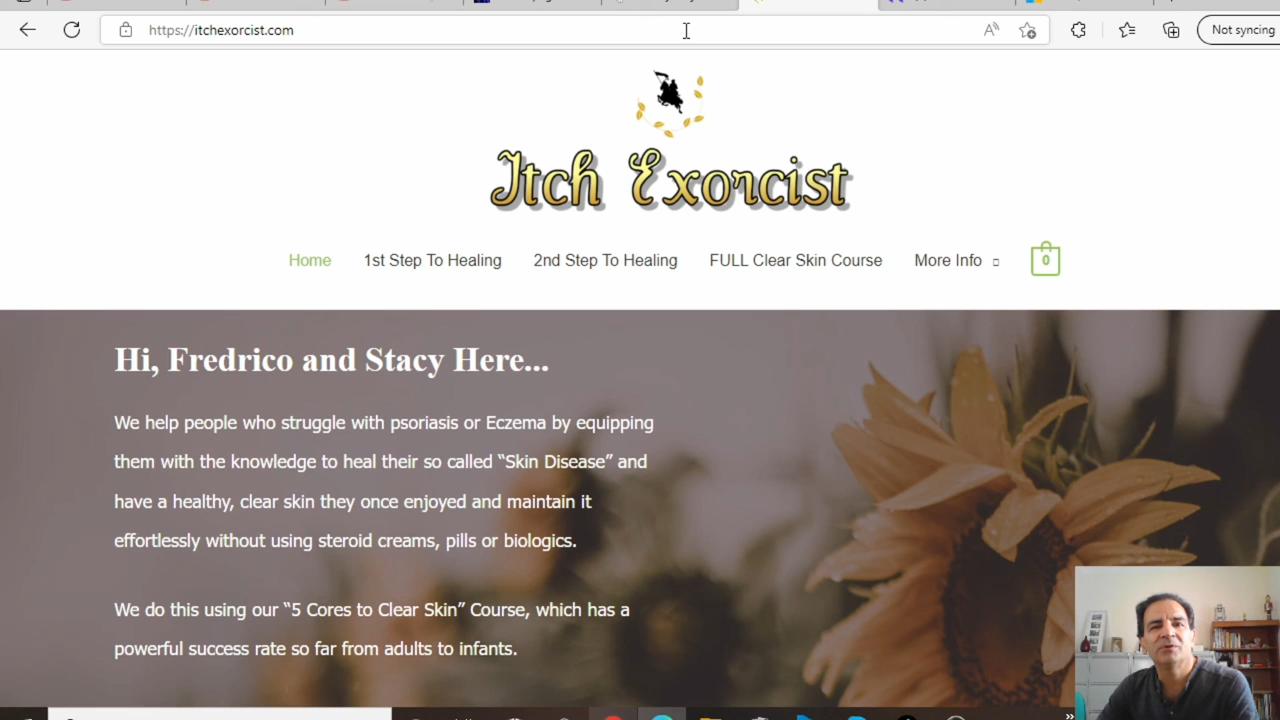 https://itchexorcist.com
Not syncing
Itch Exorcist
Home 1st Step To Healing 2nd Step To Healing FULL Clear Skin Course More Info 0
Hi, Fredrico and Stacy Here...
We help people who struggle with psoriasis or Eczema by equipping
them with the knowledge to heal their so called “Skin Disease” and
have a healthy, clear skin they once enjoyed and maintain it
effortlessly without using steroid creams, pills or biologics.
We do this using our “5 Cores to Clear Skin” Course, which has a
powerful success rate so far from adults to infants.